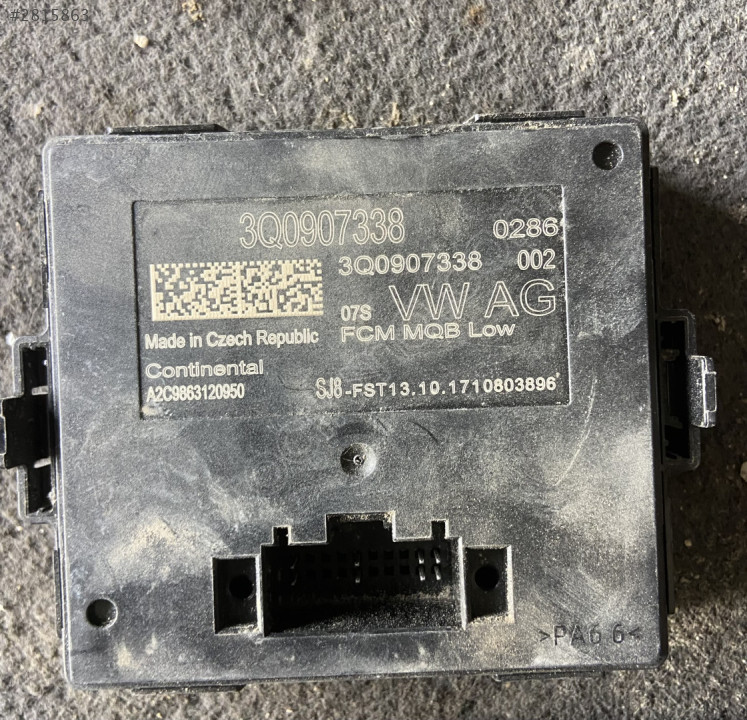 #2815863
3Q0907338
0286
3Q0907338 002
07S VW AG
Made in Czech Republic
FCM MQB Low
Continental
A2C9863120950
SJ8-FST13.10.1710803896
>PA6 6<